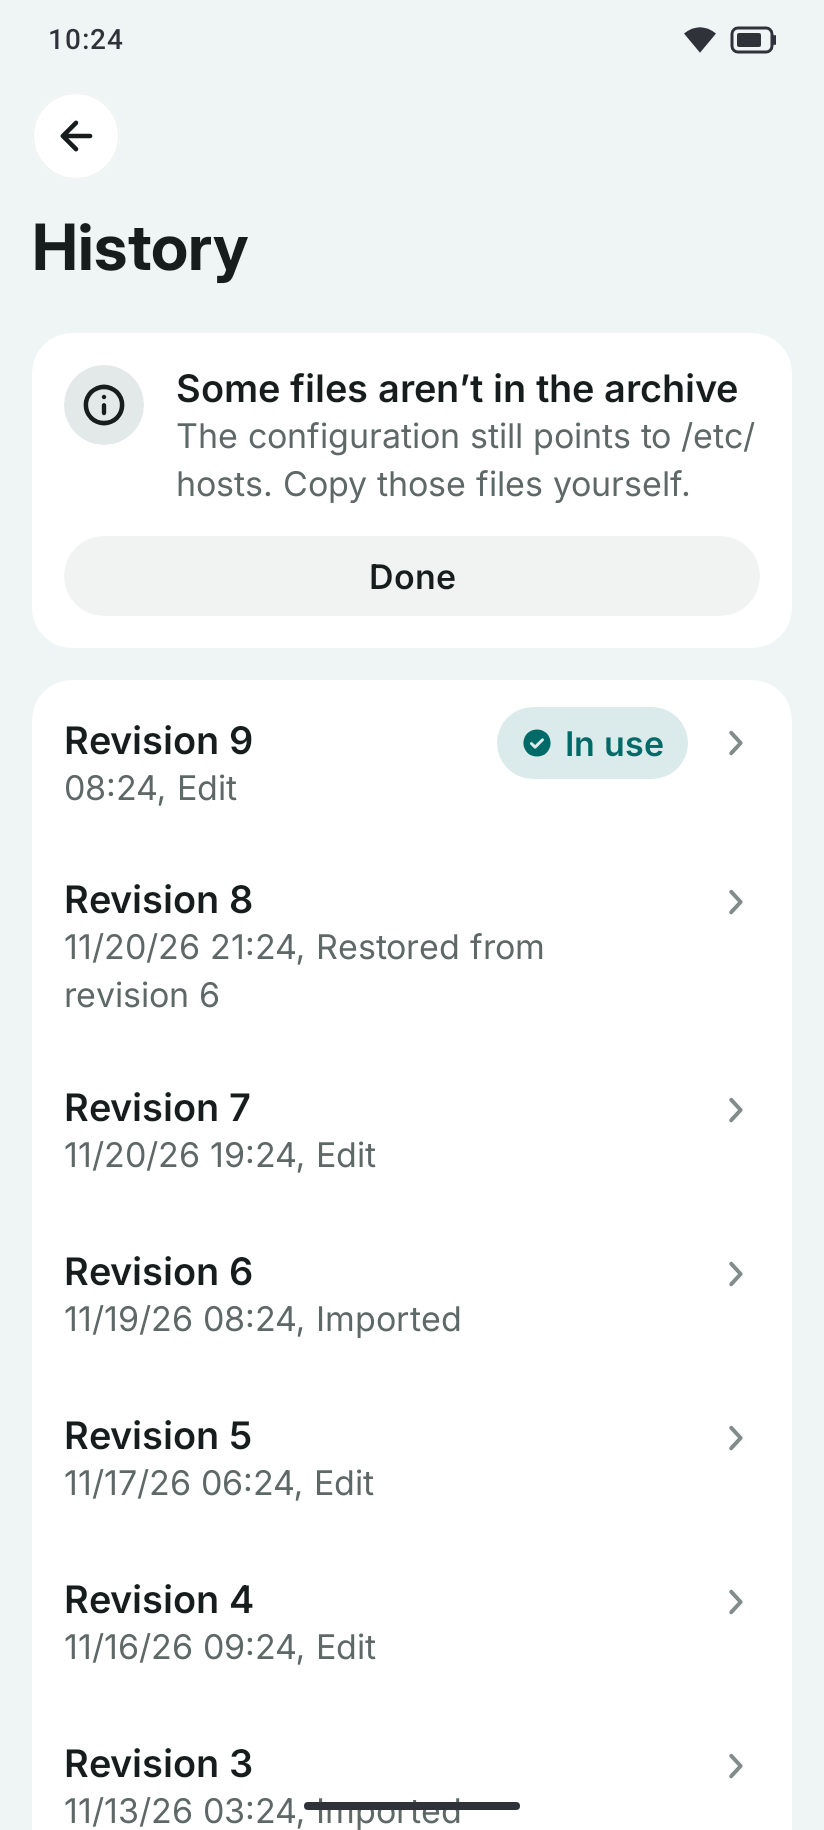 10:24
History
Some files aren’t in the archive
The configuration still points to /etc/
hosts. Copy those files yourself.
Done
Revision 9
In use
08:24, Edit
Revision 8
11/20/26 21:24, Restored from
revision 6
Revision 7
11/20/26 19:24, Edit
Revision 6
11/19/26 08:24, Imported
Revision 5
11/17/26 06:24, Edit
Revision 4
11/16/26 09:24, Edit
Revision 3
11/13/26 03:24, Imported